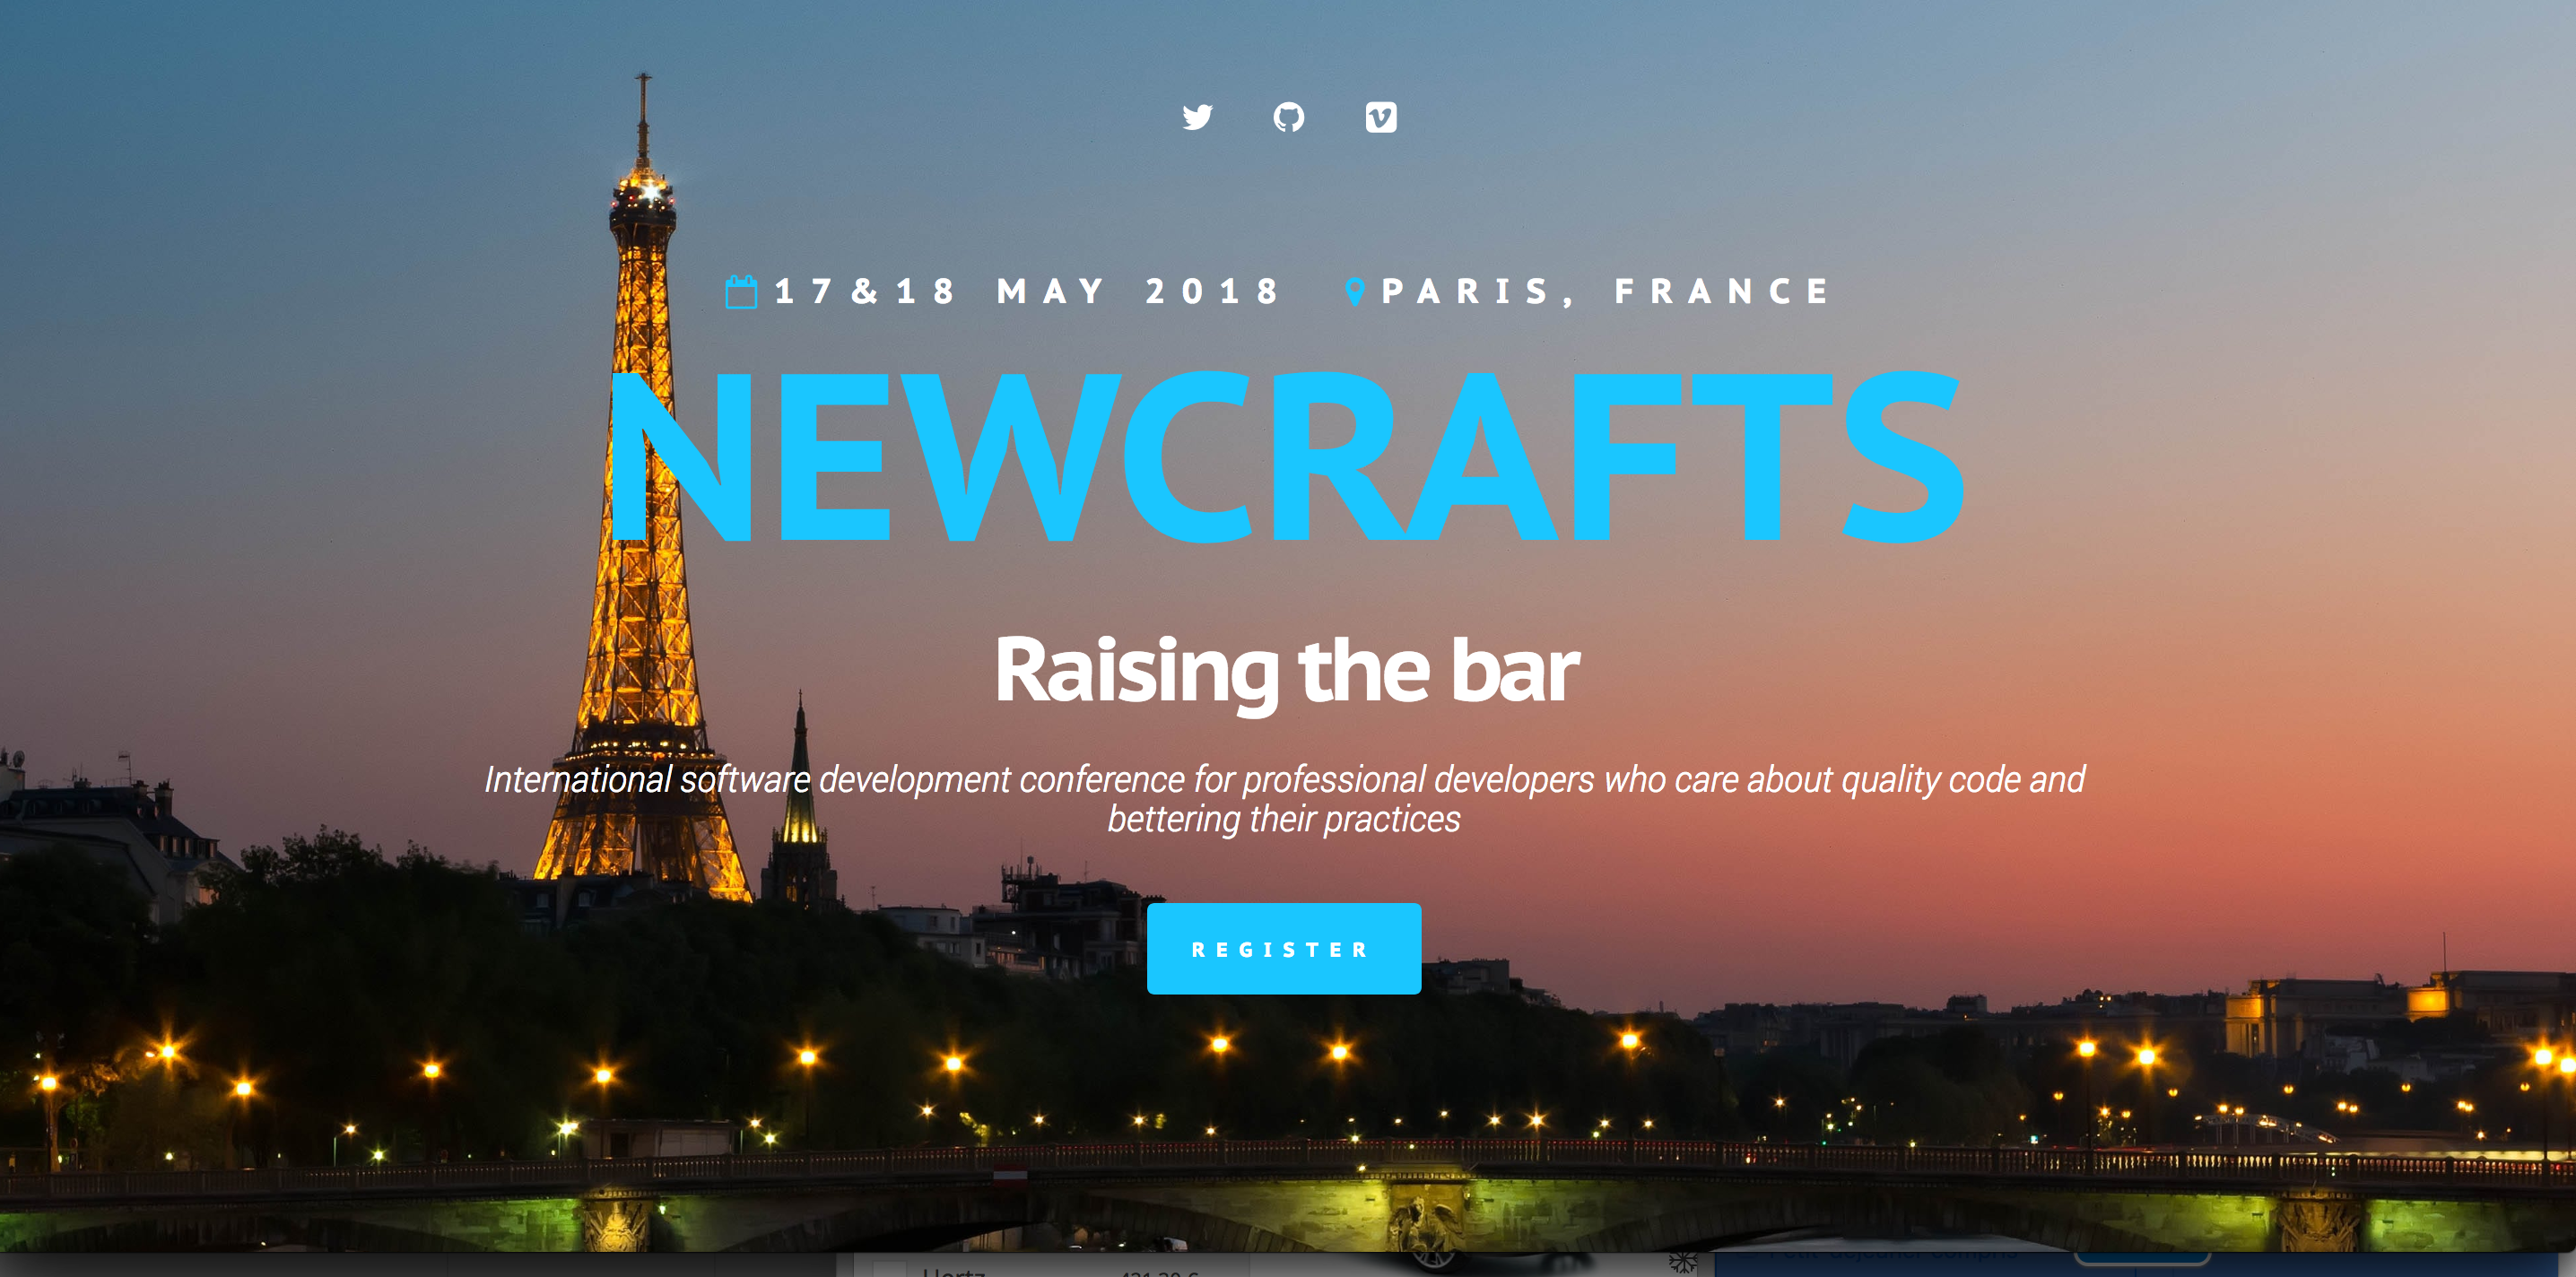 17&18 MAY 2018 PARIS, FRANCE
NEWCRAFTS
Raising the bar
International software development conference for professional developers who care about quality code and
bettering their practices
REGISTER